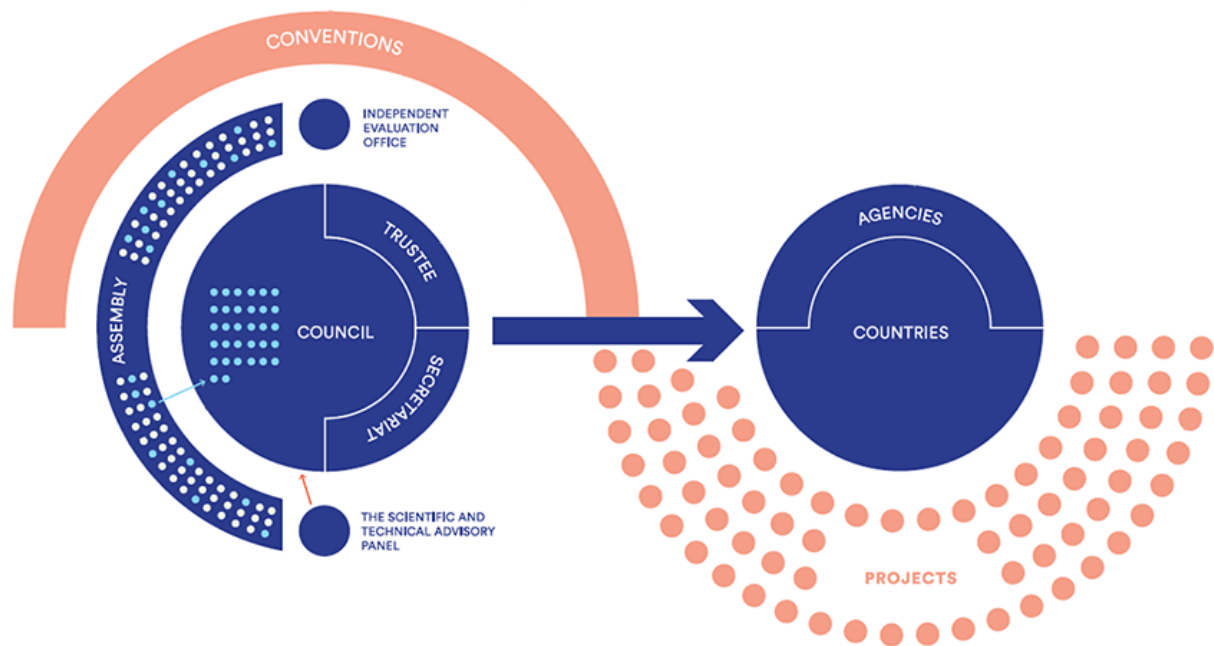 CONVENTIONS
INDEPENDENT
EVALUATION
OFFICE
ASSEMBLY
TRUSTEE
COUNCIL
SECRETARIAT
THE SCIENTIFIC AND
TECHNICAL ADVISORY
PANEL
AGENCIES
COUNTRIES
PROJECTS